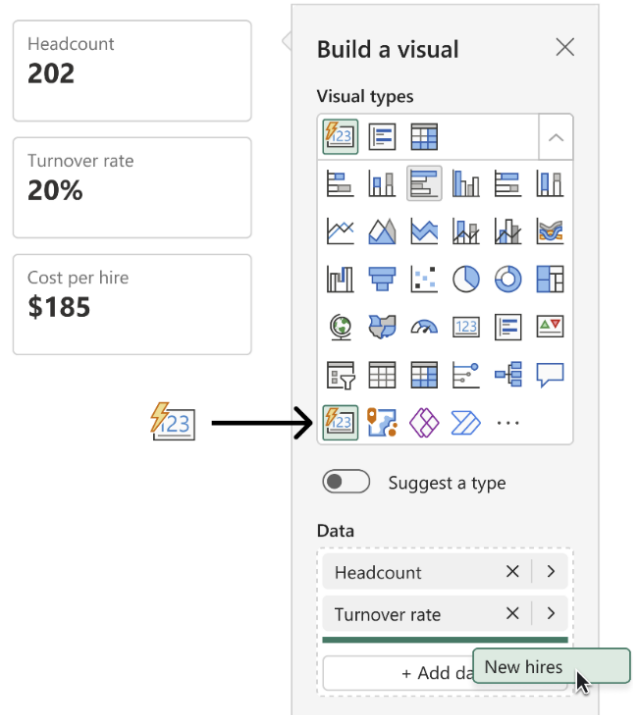 Headcount
202
Turnover rate
20%
Cost per hire
$185
123
Build a visual
Visual types
123
123
123
Suggest a type
Data
Headcount
Turnover rate
+ Add da
New hires